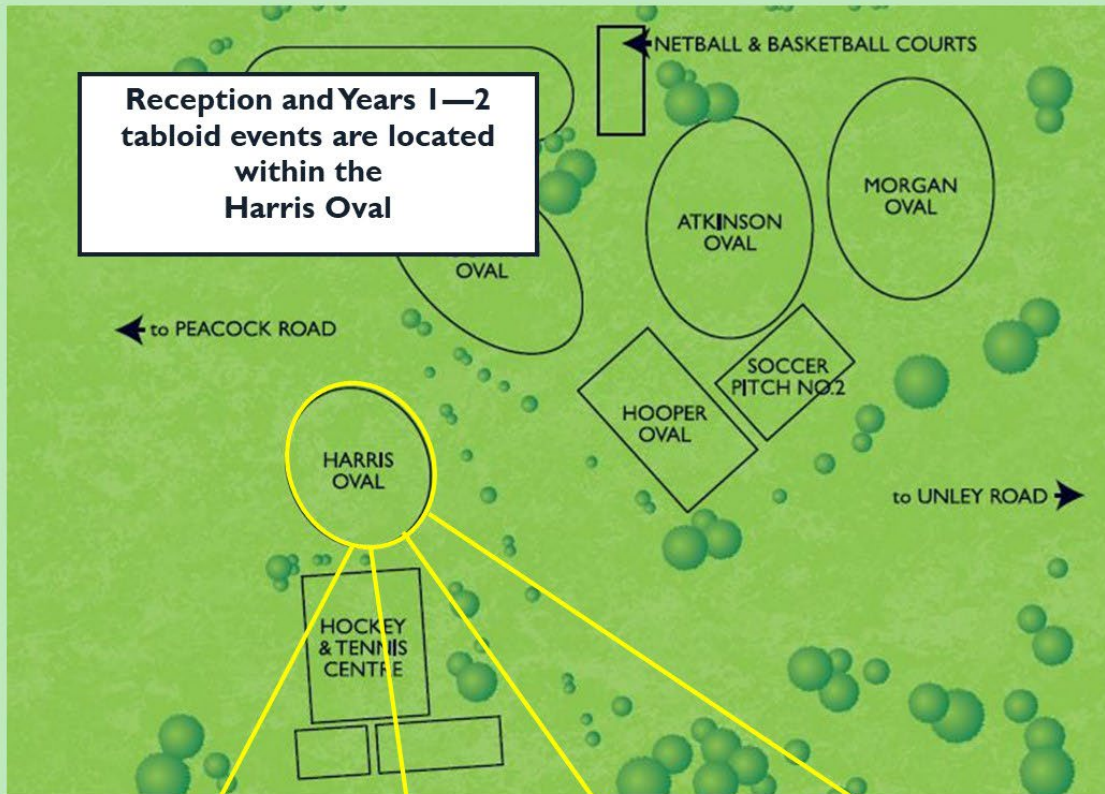 NETBALL & BASKETBALL COURTS
Reception and Years 1—2
tabloid events are located
within the
Harris Oval
MORGAN
OVAL
ATKINSON
OVAL
OVAL
to PEACOCK ROAD
SOCCER
PITCH NO.2
HOOPER
OVAL
HARRIS
OVAL
to UNLEY ROAD
HOCKEY
& TENNIS
CENTRE